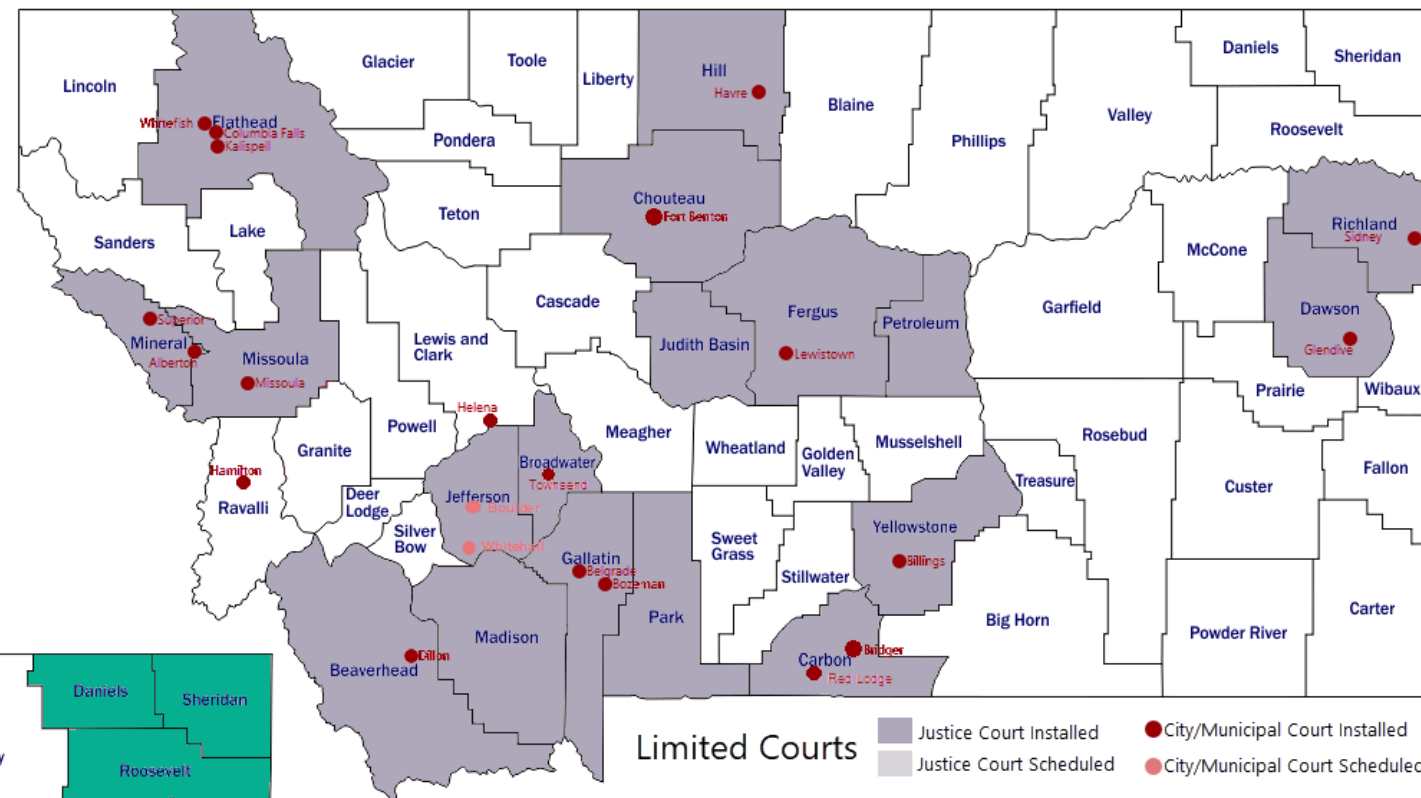 Lincoln
Glacier
Toole
Liberty
Hill
Havre
Blaine
Phillips
Valley
Daniels
Sheridan
Roosevelt
Whitefish
Flathead
Columbia Falls
Kalispell
Pondera
Teton
Chouteau
Fort Benton
Sanders
Lake
Cascade
Fergus
Lewistown
Petroleum
Judith Basin
Garfield
McCone
Richland
Sidney
Dawson
Glendive
Superior
Mineral
Alberton
Missoula
Missoula
Lewis and
Clark
Helena
Powell
Granite
Deer
Lodge
Silver
Bow
Hamilton
Ravalli
Jefferson
Boulder
Whitehall
Broadwater
Townsend
Meagher
Wheatland
Golden
Valley
Musselshell
Treasure
Rosebud
Prairie
Wibaux
Custer
Fallon
Gallatin
Belgrade
Bozeman
Park
Sweet
Grass
Stillwater
Yellowstone
Billings
Big Horn
Powder River
Carter
Madison
Beaverhead
Dillon
Carbon
Bridger
Red Lodge
Daniels
Sheridan
Roosevelt
y
Limited Courts
Justice Court Installed
Justice Court Scheduled
City/Municipal Court Installed
City/Municipal Court Scheduled